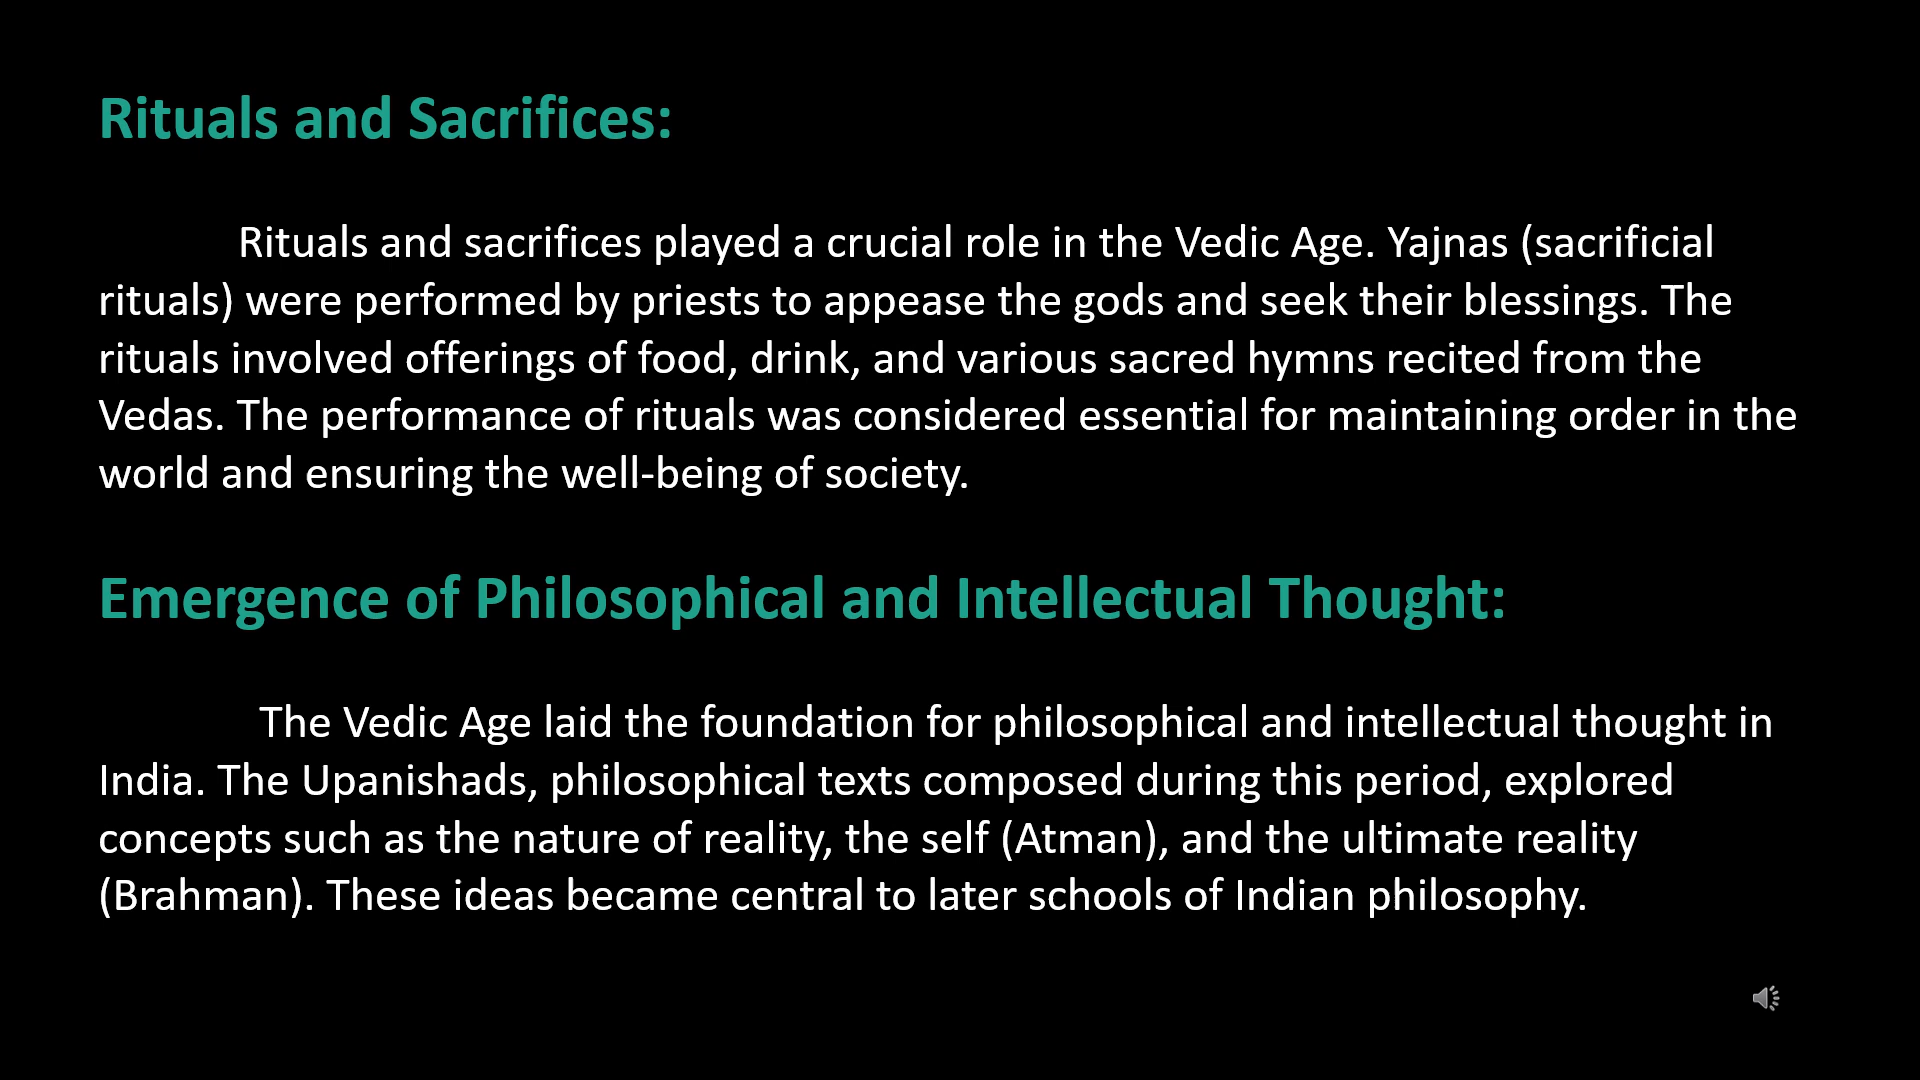 Rituals and Sacrifices:
Rituals and sacrifices played a crucial role in the Vedic Age. Yajnas (sacrificial
rituals) were performed by priests to appease the gods and seek their blessings. The
rituals involved offerings of food, drink, and various sacred hymns recited from the
Vedas. The performance of rituals was considered essential for maintaining order in the
world and ensuring the well-being of society.
Emergence of Philosophical and Intellectual Thought:
The Vedic Age laid the foundation for philosophical and intellectual thought in
India. The Upanishads, philosophical texts composed during this period, explored
concepts such as the nature of reality, the self (Atman), and the ultimate reality
(Brahman). These ideas became central to later schools of Indian philosophy.